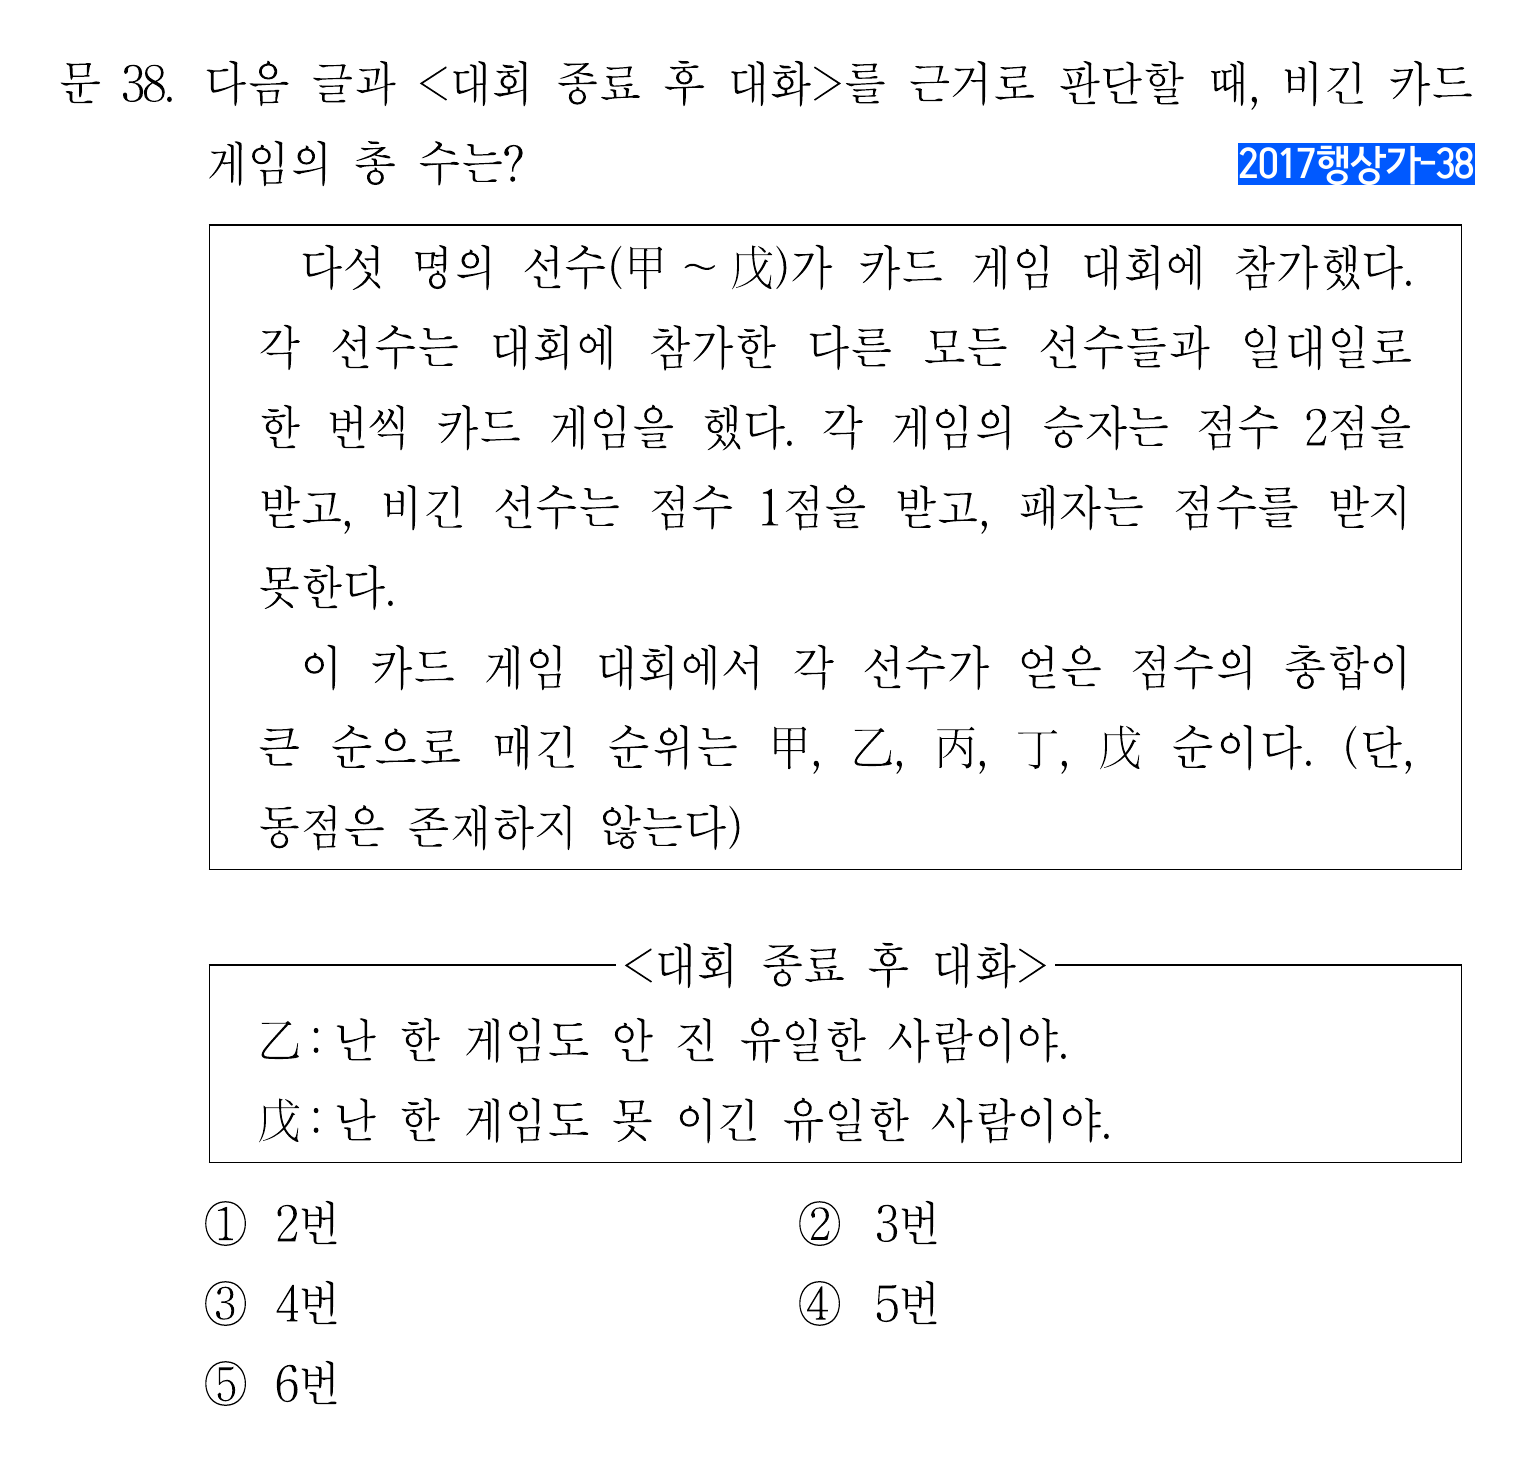 문 38. 다음 글과 <대회 종료 후 대화>를 근거로 판단할 때, 비긴 카드
게임의 총 수는?
2017행상가-38
다섯 명의 선수(甲 ~ 戊)가 카드 게임 대회에 참가했다.
각 선수는 대회에 참가한 다른 모든 선수들과 일대일로
한 번씩 카드 게임을 했다. 각 게임의 승자는 점수 2점을
받고, 비긴 선수는 점수 1점을 받고, 패자는 점수를 받지
못한다.
이 카드 게임 대회에서 각 선수가 얻은 점수의 총합이
큰 순으로 매긴 순위는 甲, 乙, 丙, 丁, 戊 순이다. (단,
동점은 존재하지 않는다)
<대회 종료 후 대화>
乙 : 난 한 게임도 안 진 유일한 사람이야.
戊 : 난 한 게임도 못 이긴 유일한 사람이야.
① 2번
② 3번
③ 4번
④ 5번
⑤ 6번